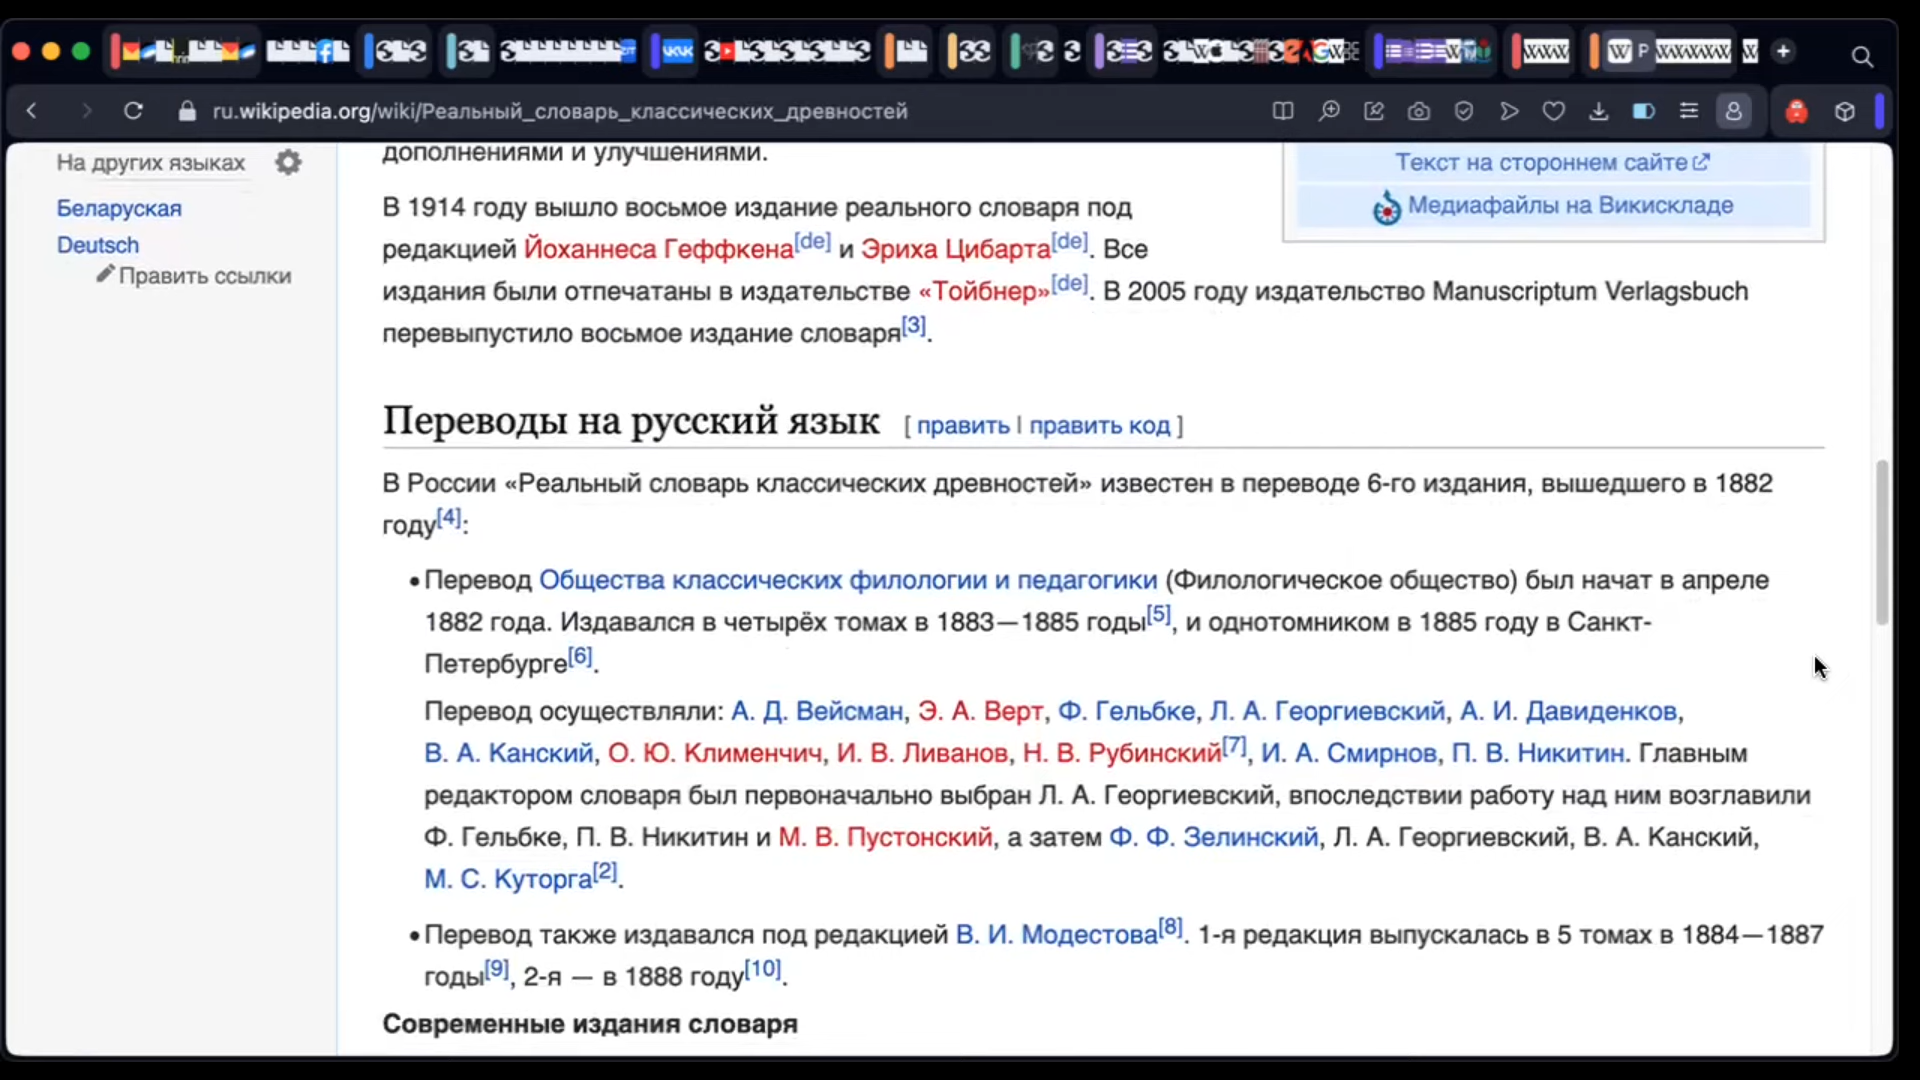 ru.wikipedia.org/wiki/Реальный_словарь_классических_древностей
На других языках
Беларуская
Deutsch
Править ссылки
дополнениями и улучшениями.
Текст на стороннем сайте
Медиафайлы на Викискладе
В 1914 году вышло восьмое издание реального словаря под
редакцией Йоханнеса Геффкена[de] и Эриха Цибарта[de]. Все
издания были отпечатаны в издательстве «Тойбнер»[de]. В 2005 году издательство Manuscriptum Verlagsbuch
перевыпустило восьмое издание словаря[3].
Переводы на русский язык [ править | править код ]
В России «Реальный словарь классических древностей» известен в переводе 6-го издания, вышедшего в 1882
году[4]:
• Перевод Общества классических филологии и педагогики (Филологическое общество) был начат в апреле
1882 года. Издавался в четырёх томах в 1883—1885 годы[5], и однотомником в 1885 году в Санкт-
Петербурге[6].
Перевод осуществляли: А. Д. Вейсман, Э. А. Верт, Ф. Гельбке, Л. А. Георгиевский, А. И. Давиденков,
В. А. Канский, О. Ю. Клименчич, И. В. Ливанов, Н. В. Рубинский[7], И. А. Смирнов, П. В. Никитин. Главным
редактором словаря был первоначально выбран Л. А. Георгиевский, впоследствии работу над ним возглавили
Ф. Гельбке, П. В. Никитин и М. В. Пустонский, а затем Ф. Ф. Зелинский, Л. А. Георгиевский, В. А. Канский,
М. С. Куторга[2].
• Перевод также издавался под редакцией В. И. Модестова[8]. 1-я редакция выпускалась в 5 томах в 1884—1887
годы[9], 2-я — в 1888 году[10].
Современные издания словаря